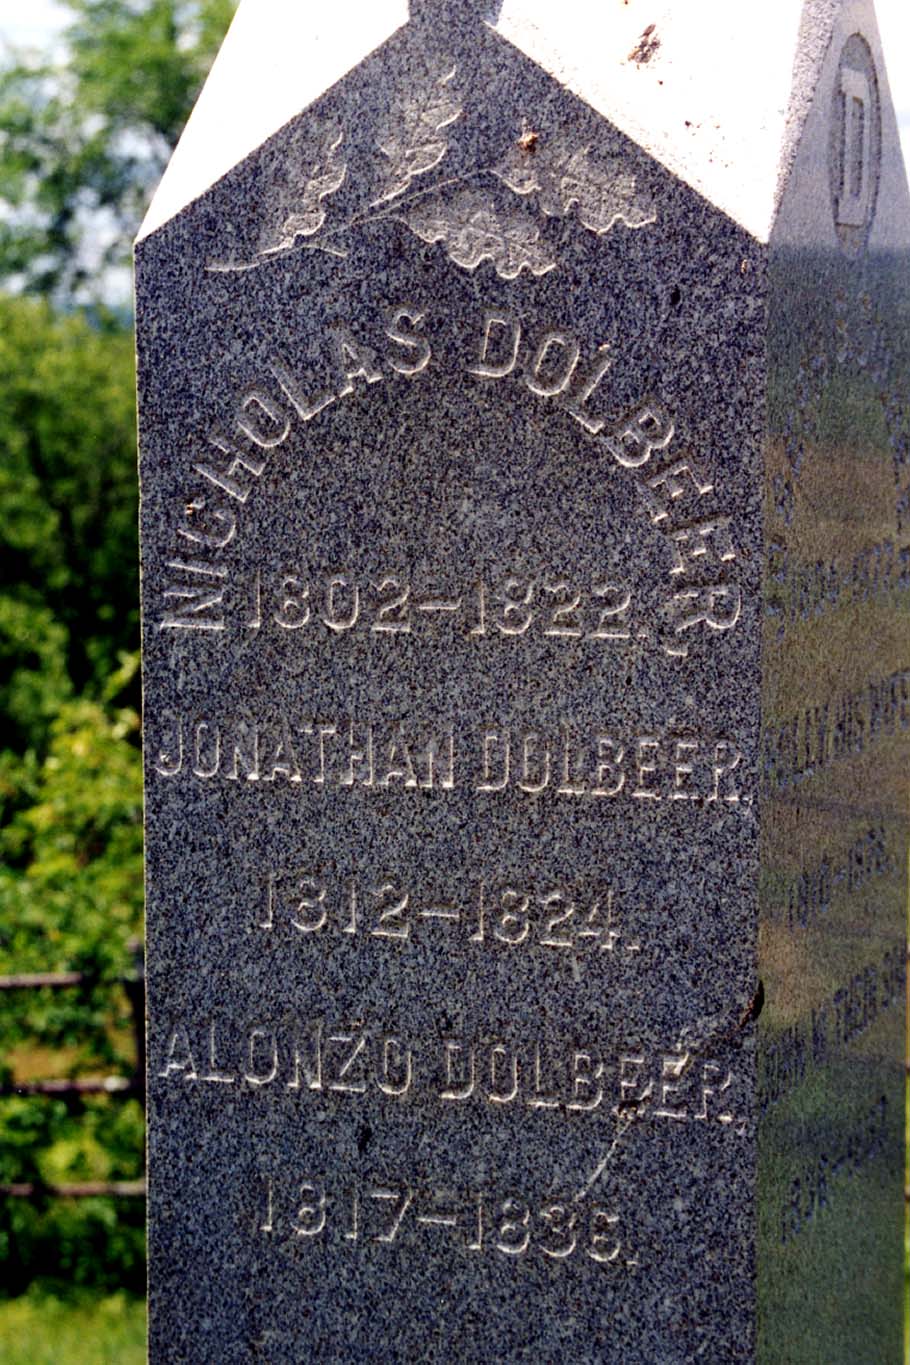 D
NICHOLAS DOLBEER
1802-1822.
JONATHAN DOLBEER.
1812-1824.
ALONZO DOLBEER.
1817-1836.